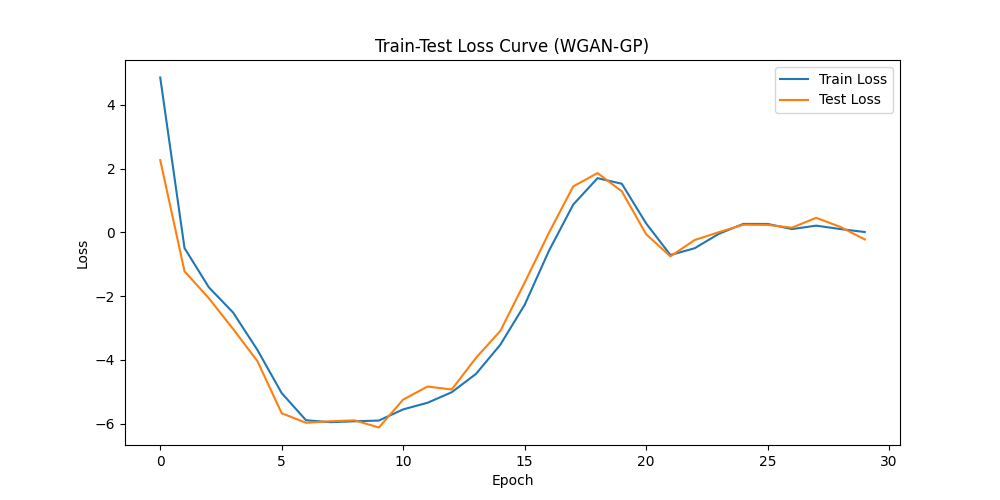 Train-Test Loss Curve (WGAN-GP)
Train Loss
Test Loss
Loss
4
2
0
−2
−4
−6
0 5 10 15 20 25 30
Epoch